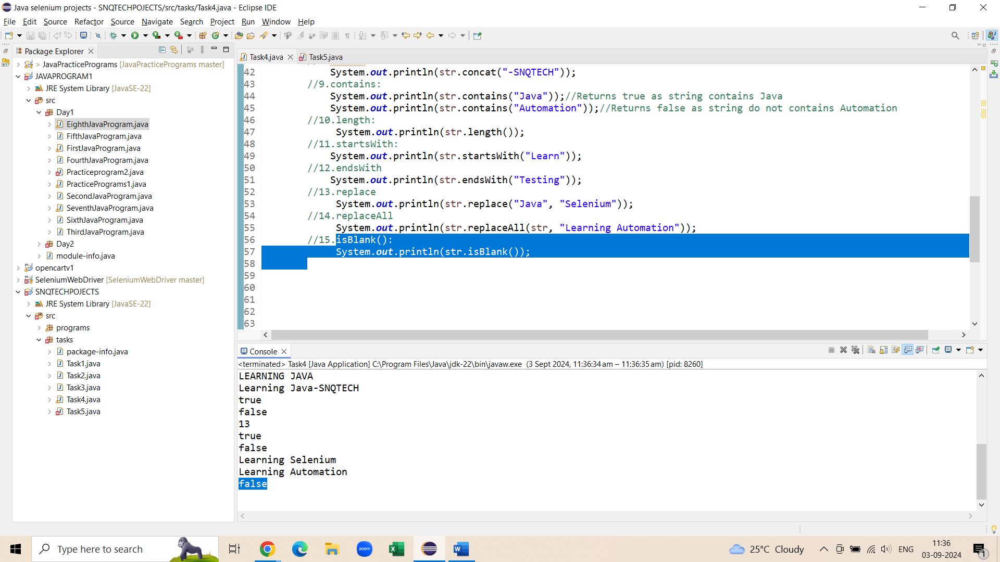 Java selenium projects - SNQTECHPOJECTS/src/tasks/Task4.java - Eclipse IDE
File Edit Source Refactor Source Navigate Search Project Run Window Help
Package Explorer
> JavaPracticePrograms [JavaPracticePrograms master]
JAVAPROGRAM1
JRE System Library [JavaSE-22]
src
Day1
EighthJavaProgram.java
FifthJavaProgram.java
FirstJavaProgram.java
FourthJavaProgram.java
Practiceprogram2.java
PracticePrograms1.java
SecondJavaProgram.java
SeventhJavaProgram.java
SixthJavaProgram.java
ThirdJavaProgram.java
Day2
module-info.java
opencartv1
SeleniumWebDriver [SeleniumWebDriver master]
SNQTECHPOJECTS
JRE System Library [JavaSE-22]
src
programs
tasks
package-info.java
Task1.java
Task2.java
Task3.java
Task4.java
Task5.java
Task4.java Task5.java
42 System.out.println(str.concat("-SNQTECH"));
43 //9.contains:
44 System.out.println(str.contains("Java"));//Returns true as string contains Java
45 System.out.println(str.contains("Automation"));//Returns false as string do not contains Automation
46 //10.length:
47 System.out.println(str.length());
48 //11.startsWith:
49 System.out.println(str.startsWith("Learn"));
50 //12.endsWith
51 System.out.println(str.endsWith("Testing"));
52 //13.replace
53 System.out.println(str.replace("Java", "Selenium"));
54 //14.replaceAll
55 System.out.println(str.replaceAll(str, "Learning Automation"));
56 //15.isBlank():
57 System.out.println(str.isBlank());
58
59
60
61
62
63
Console
<terminated> Task4 [Java Application] C:\Program Files\Java\jdk-22\bin\javaw.exe (3 Sept 2024, 11:36:34 am – 11:36:35 am) [pid: 8260]
LEARNING JAVA
Learning Java-SNQTECH
true
false
13
true
false
Learning Selenium
Learning Automation
false
Type here to search
zoom
25°C Cloudy
ENG
11:36
03-09-2024
1